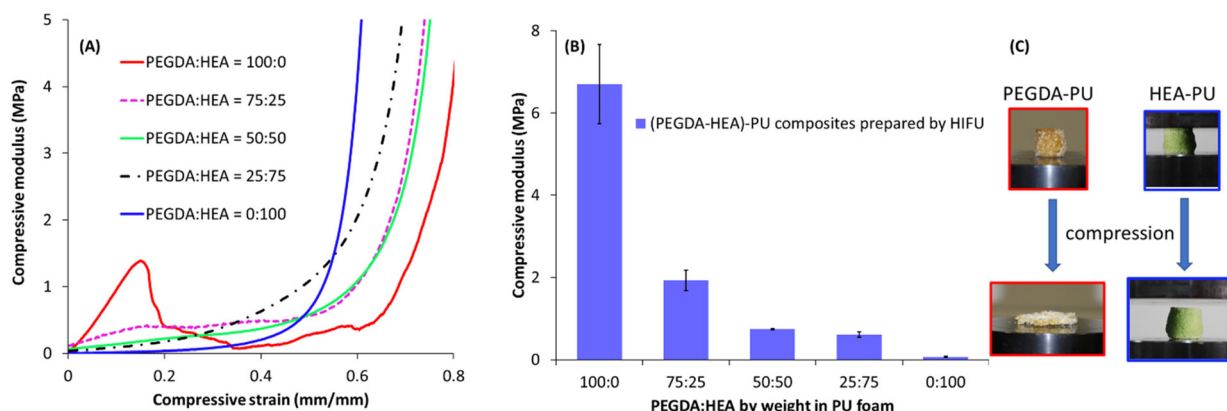 (A)
PEGDA:HEA = 100:0
PEGDA:HEA = 75:25
PEGDA:HEA = 50:50
PEGDA:HEA = 25:75
PEGDA:HEA = 0:100
Compressive modulus (MPa)
5
4
3
2
1
0
0
0.2
0.4
0.6
0.8
Compressive strain (mm/mm)
(B)
(PEGDA-HEA)-PU composites prepared by HIFU
Compressive modulus (MPa)
8
6
4
2
0
100:0
75:25
50:50
25:75
0:100
PEGDA:HEA by weight in PU foam
(C)
PEGDA-PU
HEA-PU
compression